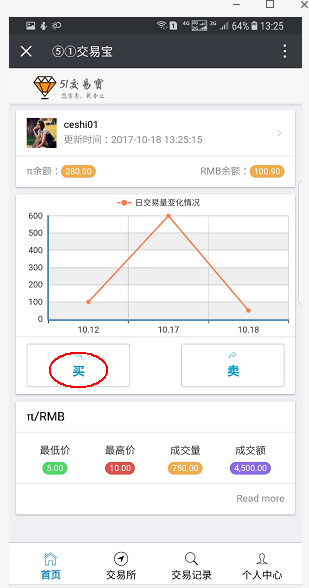 4G 3G 64% 13:25
⑤①交易宝
51交易寶
您寄售、我专业
ceshi01
更新时间：2017-10-18 13:25:15
π余额：280.00 RMB余额：100.90
日交易量变化情况
600
500
400
300
200
100
0
10.12 10.17 10.18
买 卖
π/RMB
最低价 最高价 成交量 成交额
5.00 10.00 750.00 4,500.00
Read more
首页 交易所 交易记录 个人中心